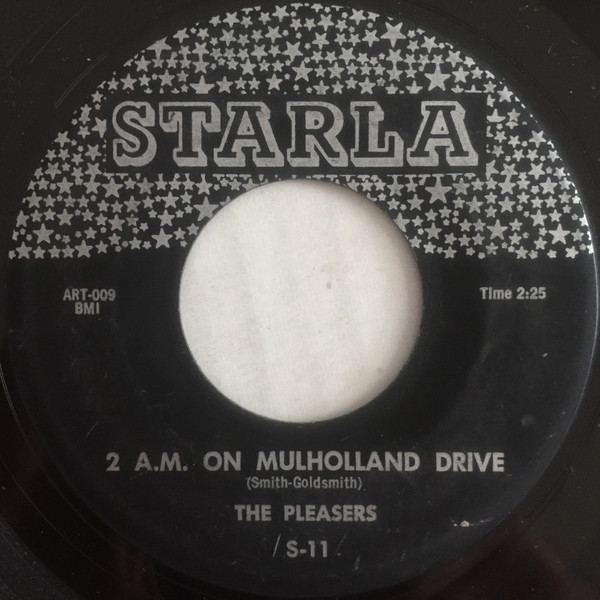 STARLA
ART-009
BMI
Time 2:25
2 A.M. ON MULHOLLAND DRIVE
(Smith-Goldsmith)
THE PLEASERS
S-11